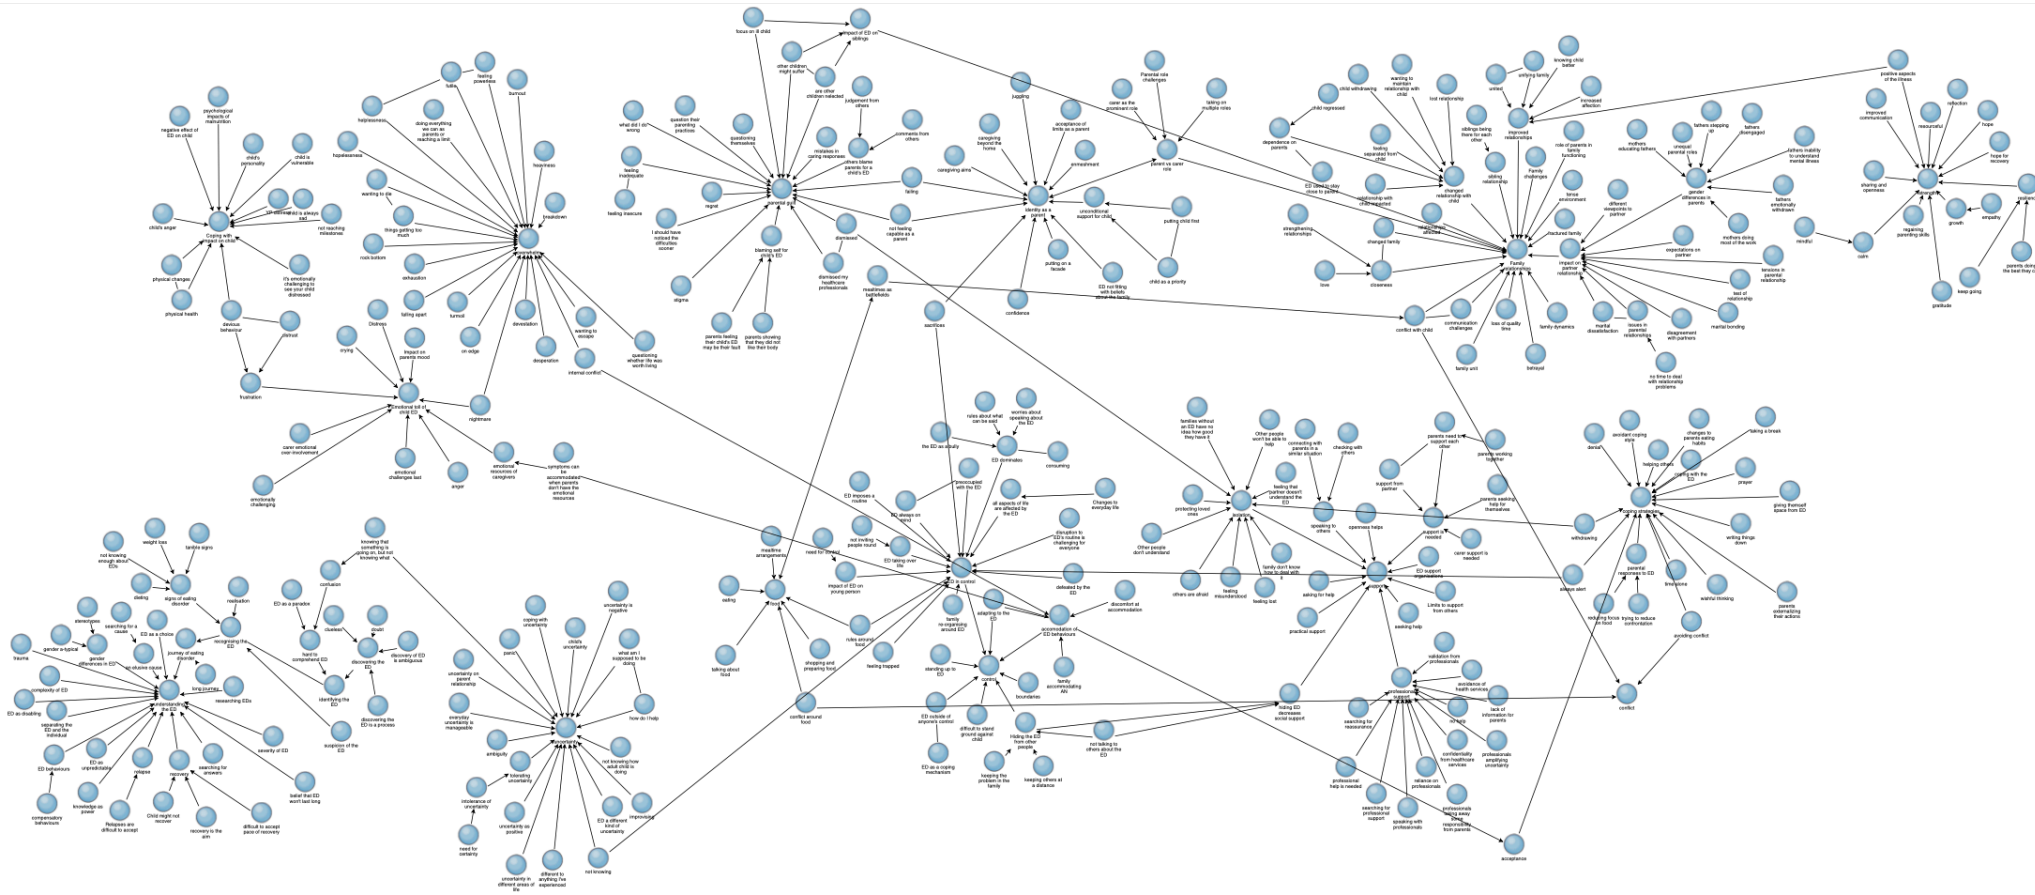 focus on ill child
impact of ED on
siblings
other children
might suffer
are other
children neglected
judgement from
others
comments from
others
others blame
parents for a
child's ED
mistakes in
caring responses
questioning
themselves
question their
parenting
practices
what did I do
wrong
feeling
inadequate
feeling insecure
regret
I should have
noticed the
difficulties
sooner
stigma
parental guilt
blaming self for
child's ED
parents feeling
their child's ED
may be their fault
parents showing
that they did not
like their body
dismissed my
healthcare
professionals
dismissed
not feeling
capable as a
parent
failing
mealtimes as
battlefields
psychological
impacts of
malnutrition
negative effect of
ED on child
child's
personality
child is
vulnerable
child is always
sad
not reaching
milestones
child's anger
Coping with
impact on child
physical changes
physical health
it's emotionally
challenging to
see your child
distressed
devious
behaviour
distrust
frustration
feeling
powerless
burnout
helplessness
doing everything
we can as
parents or
reaching a limit
hopelessness
wanting to die
things getting too
much
rock bottom
exhaustion
falling apart
turmoil
on edge
devastation
desperation
wanting to
escape
internal conflict
questioning
whether life was
worth living
heaviness
breakdown
Distress
crying
Impact on
parents mood
Emotional toll of
child ED
nightmare
carer emotional
over-involvement
emotionally
challenging
emotional
challenges last
anger
emotional
resources of
caregivers
symptoms can
be
accommodated
when parents
don't have the
emotional
resources
juggling
acceptance of
limits as a parent
caregiving
beyond the
home
enmeshment
caregiving aims
identity as a
parent
unconditional
support for child
putting child first
child as a priority
ED not fitting with
beliefs
about the family
putting on a
facade
confidence
sacrifices
Parental role
challenges
carer as the
prominent role
taking on
multiple roles
parent vs carer
role
child regressed
dependence on
parents
child withdrawing
wanting to
maintain
relationship with
child
lost relationship
feeling
separated from
child
relationship with
child impacted
changed
relationship with
child
strengthening
relationships
changed family
love
closeness
united
unifying family
knowing child
better
increased
affection
improved
relationships
siblings being
there for each
other
sibling
relationship
Family
challenges
role of parents in
family
functioning
tense
environment
fractured family
Family
relationships
different
viewpoints to
partner
impact on
partner
relationship
conflict with child
communication
challenges
family unit
loss of quality
time
betrayal
family dynamics
marital
dissatisfaction
issues in
parental
relationships
no time to deal
with relationship
problems
disagreement
with partners
marital bonding
test of
relationship
tensions in
parental
relationship
expectations on
partner
mothers
educating fathers
unequal
parental roles
fathers stepping
up
fathers
disengaged
fathers inability
to understand
mental illness
gender
differences in
parents
fathers
emotionally
withdrawn
mothers doing
most of the work
positive aspects
of the illness
improved
communication
resourceful
reflection
hope
hope for
recovery
sharing and
openness
regaining
parenting skills
growth
empathy
mindful
calm
gratitude
keep going
rules about what
can be said
worries about
speaking about
the ED
the ED as a bully
ED dominates
consuming
preoccupied
with the ED
ED always on
mind
ED imposes a
routine
all aspects of life
are affected by
the ED
Changes to
everyday life
not inviting
people round
ED taking over
life
disruption to
ED's routine is
challenging for
everyone
need for control
impact of ED on
young person
ED in control
defeated by the
ED
mealtime
arrangements
eating
food
talking about
food
shopping and
preparing food
rules around
food
conflict around
food
feeling trapped
family
re-organising
around ED
adapting to the
ED
accomodation of
ED behaviours
discomfort at
accommodation
standing up to
ED
control
boundaries
family
accommodating
AN
ED outside of
anyone's control
ED as a coping
mechanism
difficult to stand
ground against
child
Hiding the ED
from other
people
keeping the
problem in the
family
keeping others at
a distance
not talking to
others about the
ED
hiding ED
decreases
social support
families without
an ED have no
idea how good
they have it
Other people
won't be able to
help
connecting with
parents in a
similar situation
checking with
others
feeling that
partner doesn't
understand the
ED
protecting loved
ones
isolation
Other people
don't understand
others are afraid
feeling
misunderstood
feeling lost
family don't know
how to deal with
it
speaking to
others
openness helps
support from
partner
parents need to
support each
other
parents working
together
parents seeking
help for
themselves
support is
needed
carer support is
needed
ED support
organisations
Limits to support
from others
support
asking for help
practical support
seeking help
validation from
professionals
avoidance of
health services
professional
support
lack of
information for
parents
no help
searching for
reassurance
confidentiality
from healthcare
services
professionals
amplifying
uncertainty
professional
help is needed
reliance on
professionals
searching for
professional
support
speaking with
professionals
professionals
taking away
some
responsibility
from parents
acceptance
conflict
avoiding conflict
denial
avoidant coping
style
helping others
changes to
parents eating
habits
taking a break
coping with the
ED
prayer
giving themself
space from ED
coping strategies
withdrawing
writing things
down
always alert
parental
responses to ED
time alone
reducing focus
on food
trying to reduce
confrontation
wishful thinking
parents
externalizing
their actions
knowing that
something is
going on, but not
knowing what
confusion
not knowing
enough about
EDs
weight loss
tangible signs
dieting
signs of eating
disorder
realisation
recognising the
ED
ED as a paradox
clueless
doubt
hard to
comprehend ED
discovering the
ED
discovery of ED
is ambiguous
identifying the
ED
discovering the
ED is a process
suspicion of the
ED
stereotypes
searching for a
cause
ED as a choice
gender a-typical
gender
differences in ED
an elusive cause
journey of eating
disorder
long journey
trauma
complexity of ED
ED as disabling
understanding
the ED
researching EDs
separating the
ED and the
individual
ED behaviours
compensatory
behaviours
ED as
unpredictable
knowledge as
power
relapse
Relapses are
difficult to accept
recovery
Child might not
recover
recovery is the
aim
searching for
answers
severity of ED
belief that ED
won't last long
difficult to accept
pace of recovery
coping with
uncertainty
uncertainty is
negative
child's
uncertainty
panic
what am I
supposed to be
doing
uncertainty on
parent
relationship
everyday
uncertainty is
manageable
how do I help
uncertainty
ambiguity
tolerating
uncertainty
not knowing how
adult child is
doing
intolerance of
uncertainty
need for
certainty
uncertainty as
positive
ED a different
kind of
uncertainty
improvising
uncertainty in
different areas of
life
different to
anything I've
experienced
not knowing